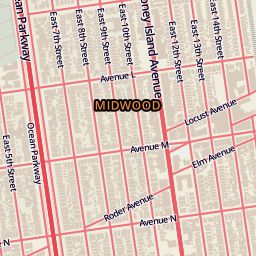 an Parkway
East 7th Street
East 8th Street
East 9th Street
East 10th Street
oney Island Avenue
East 12th Street
East 13th Street
East 14th Street
Avenue L
MIDWOOD
Locust Avenue
Ocean Parkway
East 5th Street
Avenue M
Elm Avenue
Roder Avenue
Avenue N
e N